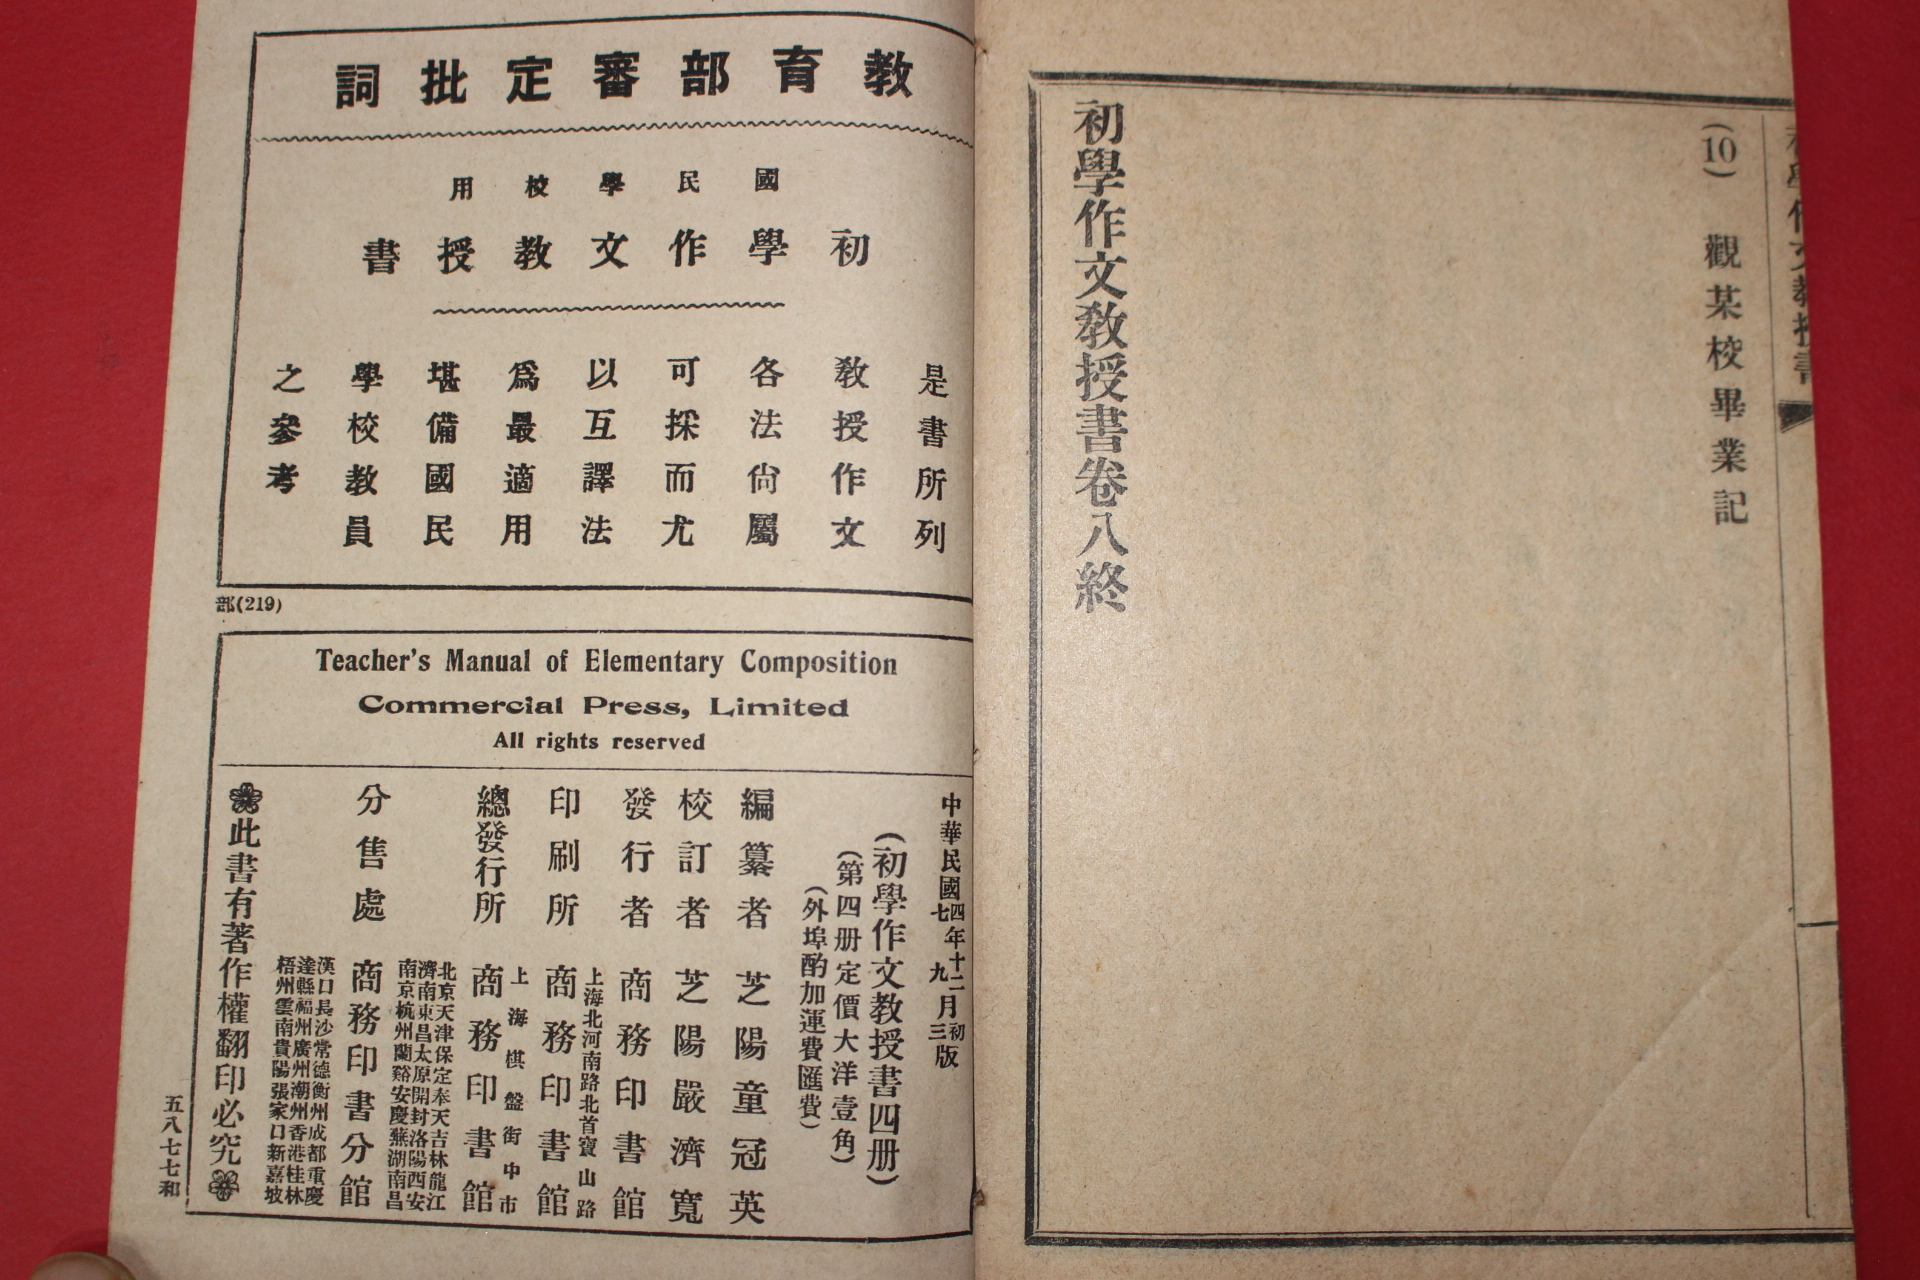 初學作文教授書
(10)　觀某校畢業記
初學作文教授書卷八終
教育部審定批詞
國民學校用
初學作文教授書
是書所列
教授作文
各法尙屬
可採而尤
以互譯法
爲最適用
堪備國民
學校教員
之參考
部(219)
Teacher's Manual of Elementary Composition
Commercial Press, Limited
All rights reserved
中華民國四年十二月初版
七　九　三
(初學作文教授書四册)
(第四册定價大洋壹角)
(外埠酌加運費匯費)
編纂者　芝陽童冠英
校訂者　芝陽嚴濟寬
發行者　商務印書館
上海北河南路北首寶山路
印刷所　商務印書館
上海棋盤街中市
總發行所　商務印書館
北京天津保定奉天吉林龍江
濟南東昌太原開封洛陽西安
南京杭州蘭谿安慶蕪湖南昌
分售處　商務印書分館
漢口長沙常德衡州成都重慶
達縣福州廣州潮州香港桂林
梧州雲南貴陽張家口新嘉坡
此書有著作權翻印必究
五八七七和